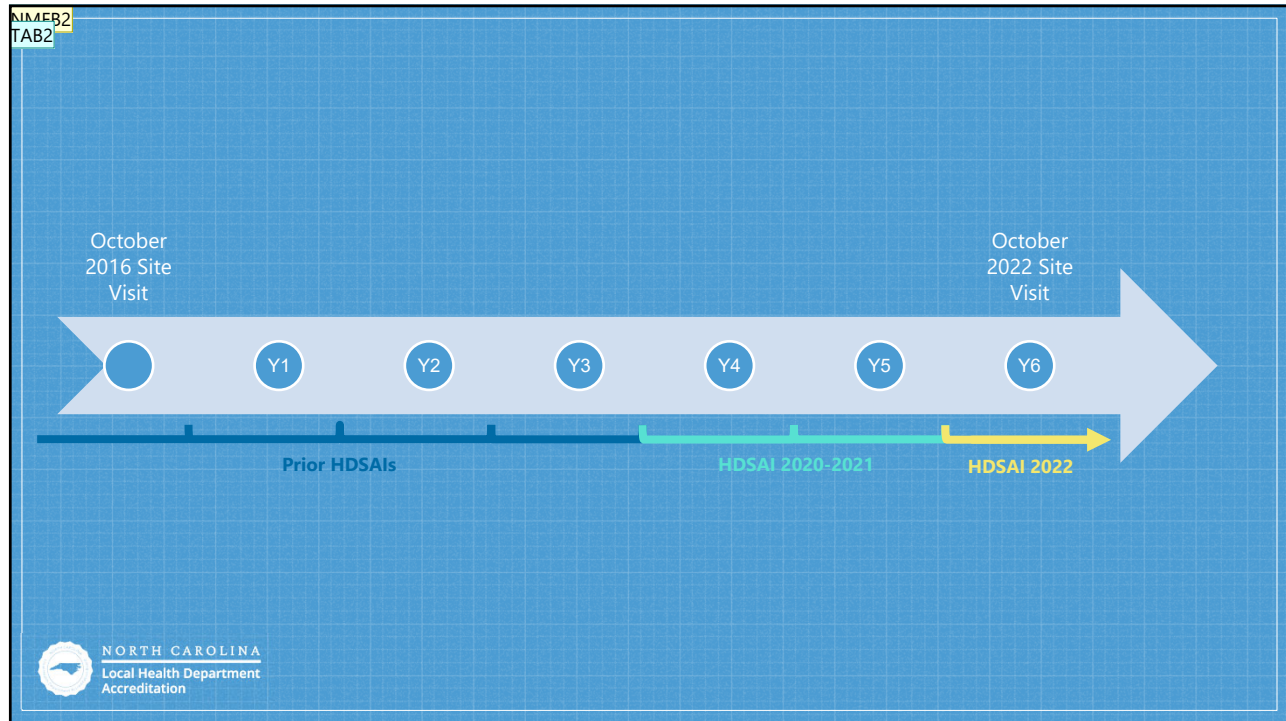 NMFB2
TAB2
October
2016 Site
Visit
October
2022 Site
Visit
Y1
Y2
Y3
Y4
Y5
Y6
Prior HDSAIs
HDSAI 2020-2021
HDSAI 2022
NORTH CAROLINA
Local Health Department
Accreditation